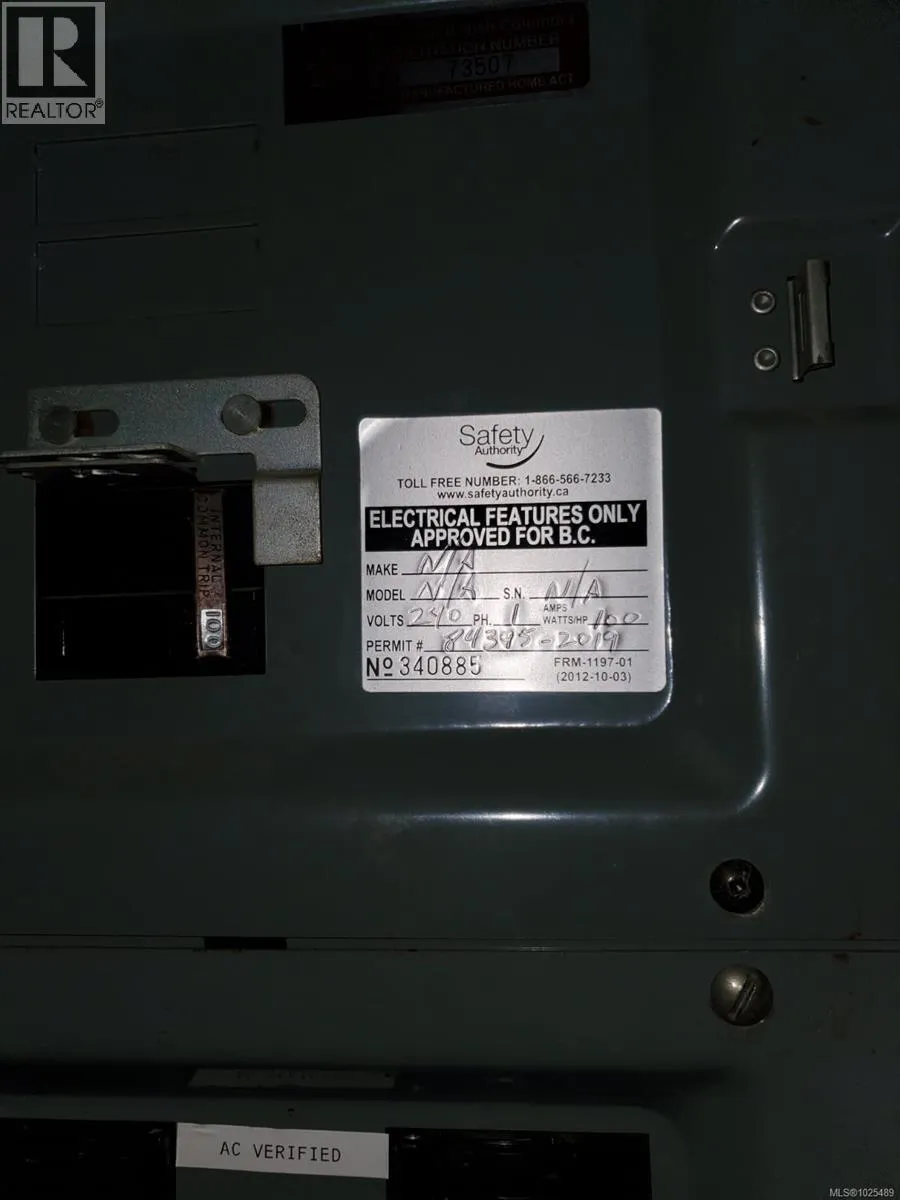 R
REALTOR®
NUMBER
73507
MANUFACTURED HOME ACT
INTERNAL
COMMON TRIP
100
Safety
Authority
TOLL FREE NUMBER: 1-866-566-7233
www.safetyauthority.ca
ELECTRICAL FEATURES ONLY
APPROVED FOR B.C.
MAKE N/A
MODEL N/A S.N. N/A
VOLTS 240 PH. 1 AMPS WATTS/HP 100
PERMIT # 84395-2019
Nº 340885
FRM-1197-01
(2012-10-03)
AC VERIFIED
MLS®1025489